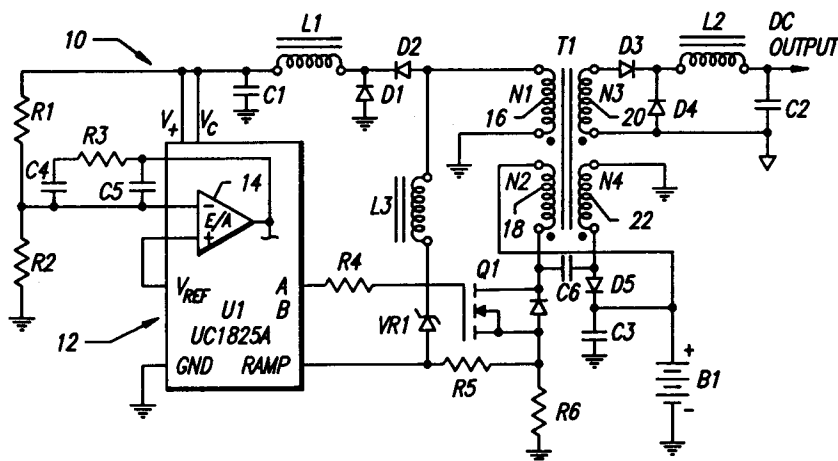 10
L1
D2
T1
D3
L2
DC
OUTPUT
R1
V+
VC
C1
D1
N1
16
N3
20
D4
C2
R3
C4
C5
14
E/A
-
+
L3
N2
18
N4
22
R2
VREF
A
B
R4
Q1
C6
D5
U1
UC1825A
12
VR1
C3
GND
RAMP
R5
R6
+
B1
-